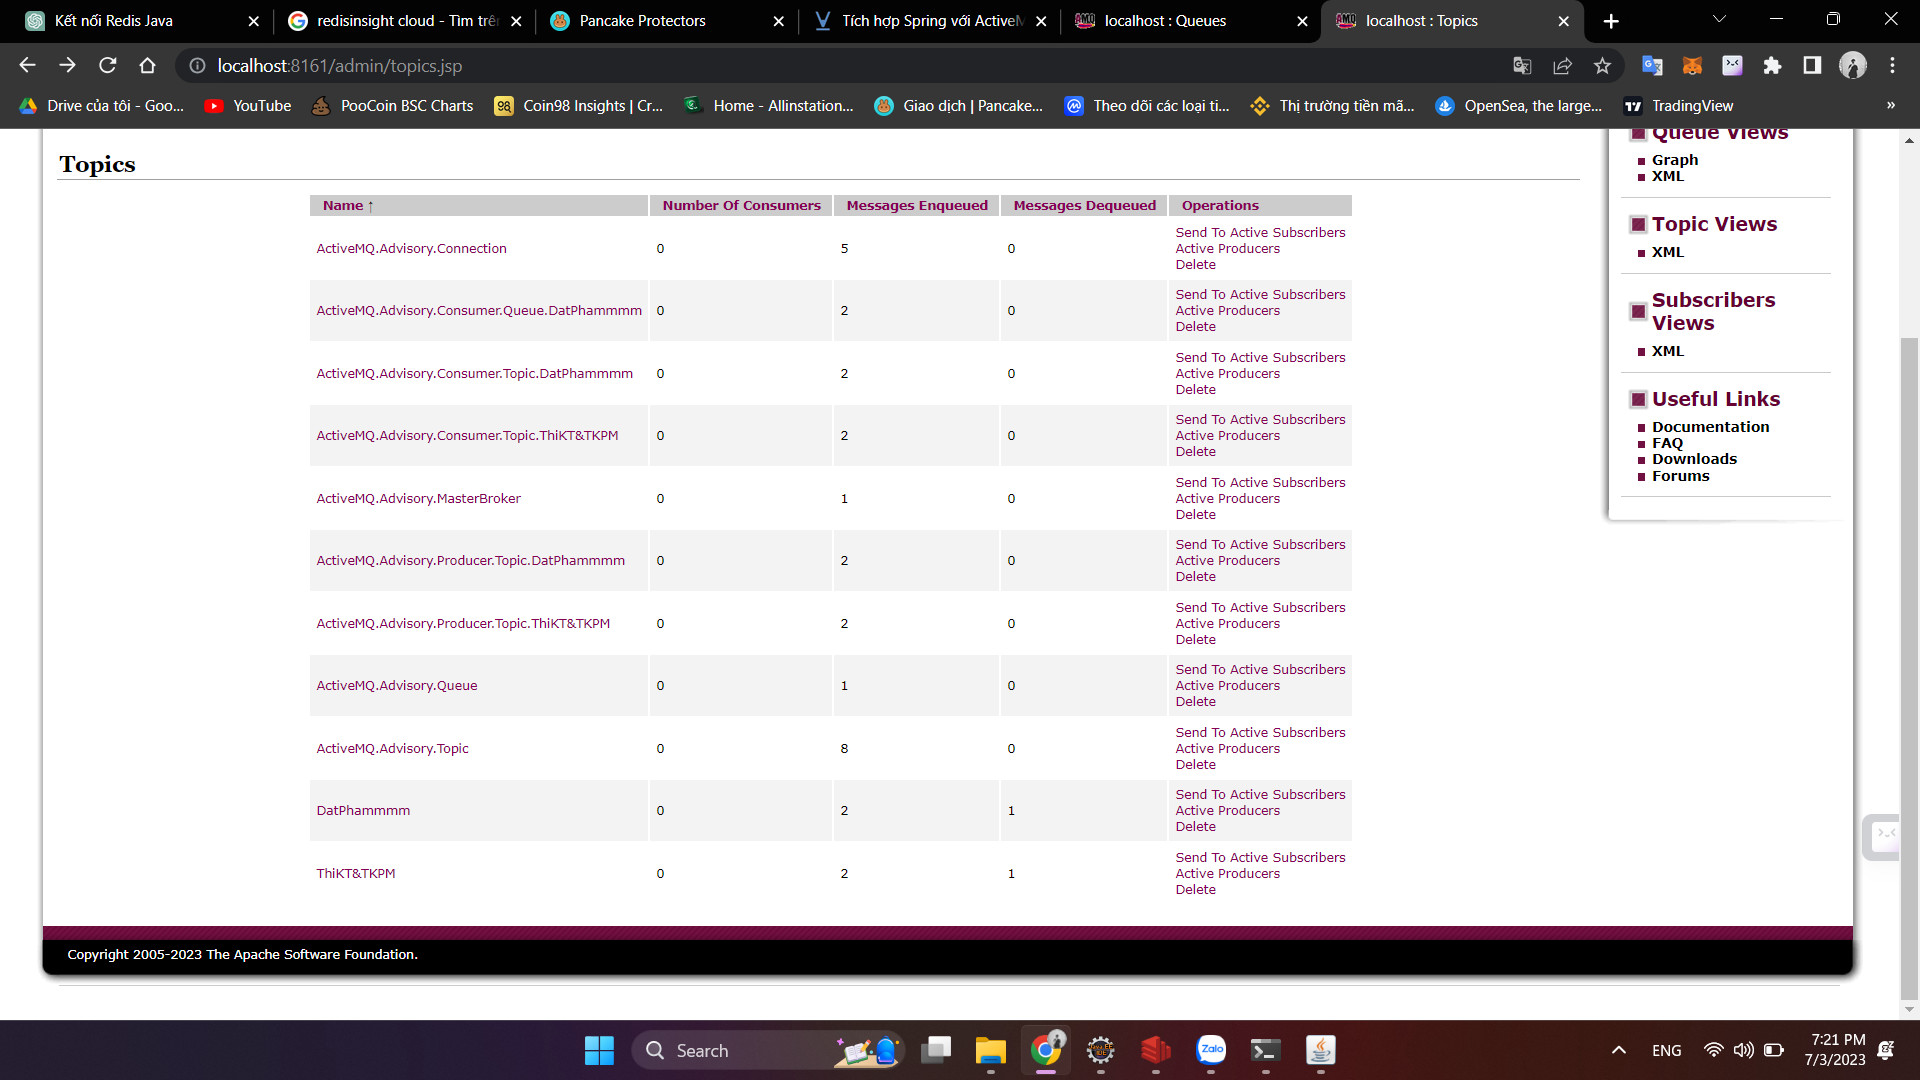 Kết nối Redis Java
redisinsight cloud - Tìm trên
Pancake Protectors
Tích hợp Spring với ActiveM
localhost : Queues
localhost : Topics
localhost:8161/admin/topics.jsp
Drive của tôi - Goo...
YouTube
PooCoin BSC Charts
Coin98 Insights | Cr...
Home - Allinstation...
Giao dịch | Pancake...
Theo dõi các loại ti...
Thị trường tiền mã...
OpenSea, the large...
TradingView
»
Topics
Name ↑ Number Of Consumers Messages Enqueued Messages Dequeued Operations
ActiveMQ.Advisory.Connection 0 5 0
Send To Active Subscribers
Active Producers
Delete
ActiveMQ.Advisory.Consumer.Queue.DatPhammmm 0 2 0
Send To Active Subscribers
Active Producers
Delete
ActiveMQ.Advisory.Consumer.Topic.DatPhammmm 0 2 0
Send To Active Subscribers
Active Producers
Delete
ActiveMQ.Advisory.Consumer.Topic.ThiKT&TKPM 0 2 0
Send To Active Subscribers
Active Producers
Delete
ActiveMQ.Advisory.MasterBroker 0 1 0
Send To Active Subscribers
Active Producers
Delete
ActiveMQ.Advisory.Producer.Topic.DatPhammmm 0 2 0
Send To Active Subscribers
Active Producers
Delete
ActiveMQ.Advisory.Producer.Topic.ThiKT&TKPM 0 2 0
Send To Active Subscribers
Active Producers
Delete
ActiveMQ.Advisory.Queue 0 1 0
Send To Active Subscribers
Active Producers
Delete
ActiveMQ.Advisory.Topic 0 8 0
Send To Active Subscribers
Active Producers
Delete
DatPhammmm 0 2 1
Send To Active Subscribers
Active Producers
Delete
ThiKT&TKPM 0 2 1
Send To Active Subscribers
Active Producers
Delete
Queue Views
Graph
XML
Topic Views
XML
Subscribers
Views
XML
Useful Links
Documentation
FAQ
Downloads
Forums
Copyright 2005-2023 The Apache Software Foundation.
Search
Zalo
ENG
7:21 PM
7/3/2023